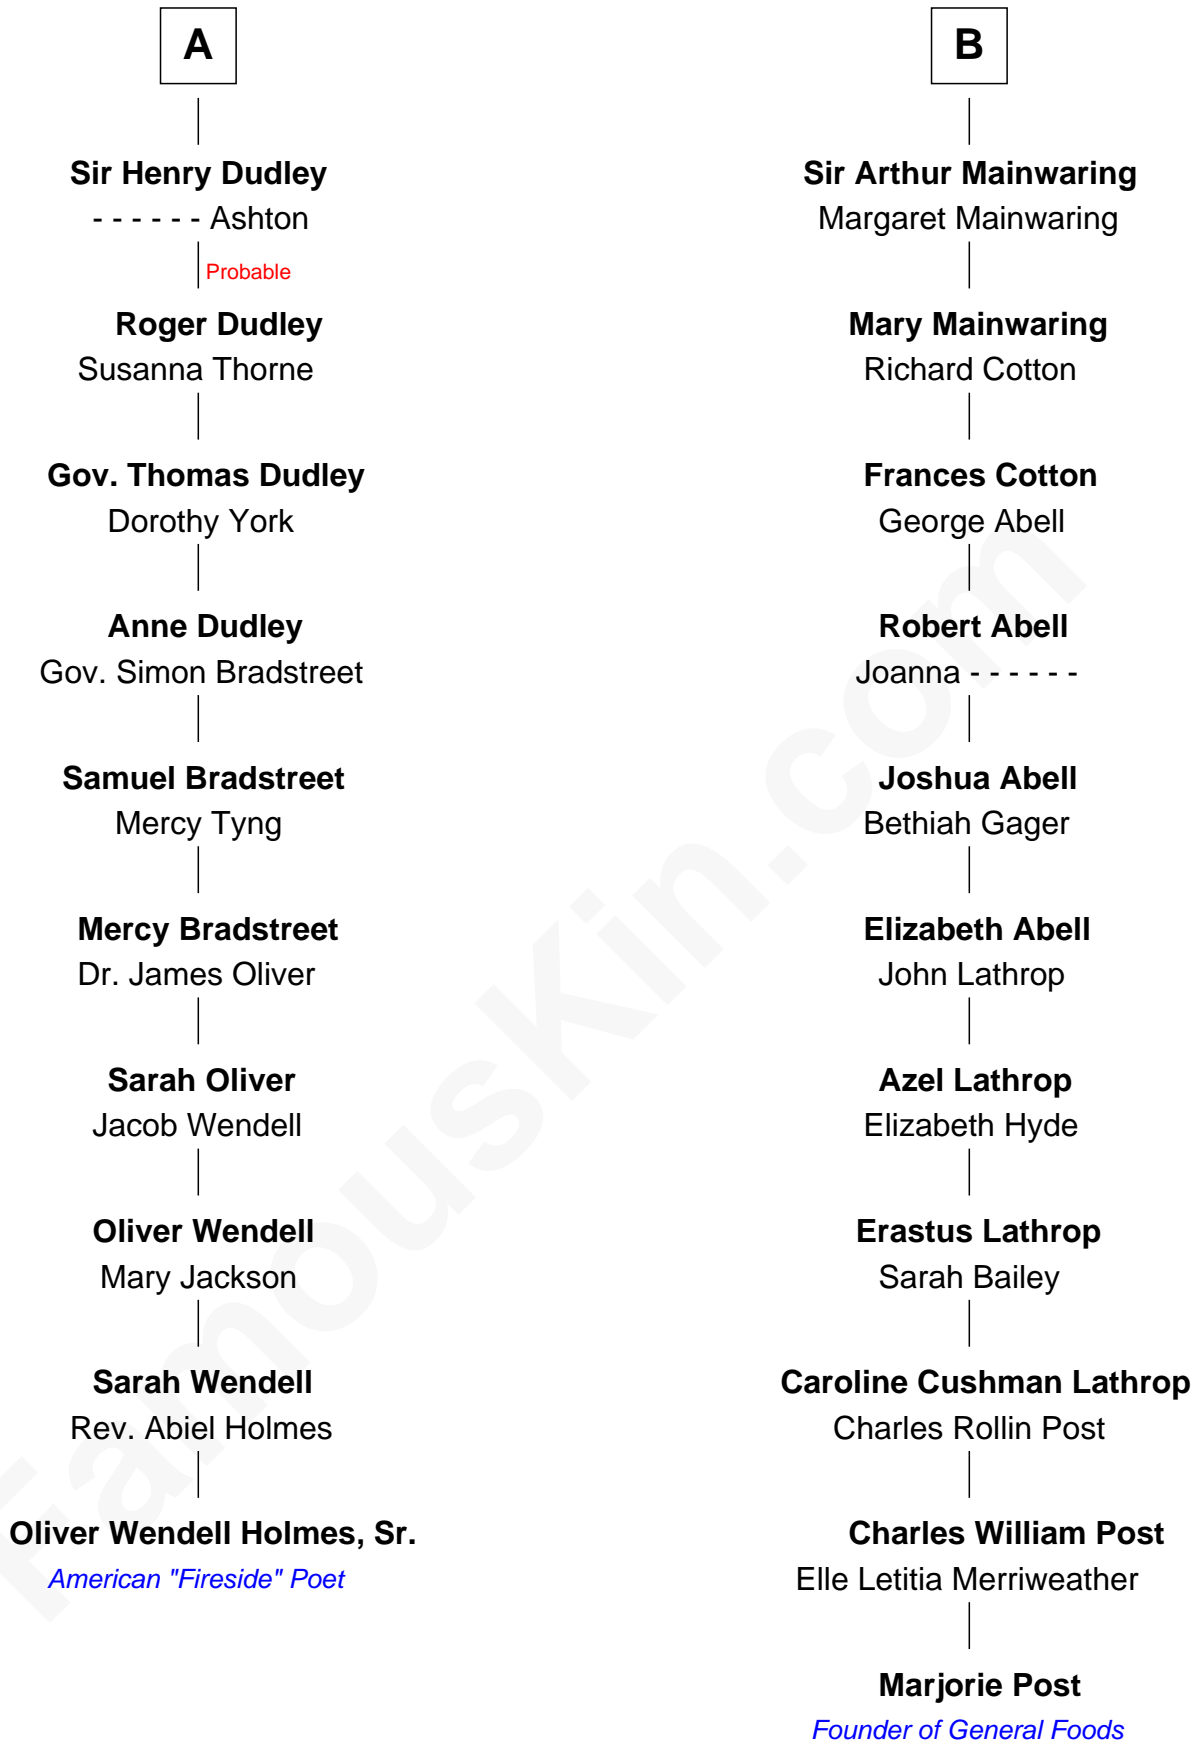 A
Sir Henry Dudley
- - - - - - Ashton
Probable
Roger Dudley
Susanna Thorne
Gov. Thomas Dudley
Dorothy York
Anne Dudley
Gov. Simon Bradstreet
Samuel Bradstreet
Mercy Tyng
Mercy Bradstreet
Dr. James Oliver
Sarah Oliver
Jacob Wendell
Oliver Wendell
Mary Jackson
Sarah Wendell
Rev. Abiel Holmes
Oliver Wendell Holmes, Sr.
American "Fireside" Poet
B
Sir Arthur Mainwaring
Margaret Mainwaring
Mary Mainwaring
Richard Cotton
Frances Cotton
George Abell
Robert Abell
Joanna - - - - - -
Joshua Abell
Bethiah Gager
Elizabeth Abell
John Lathrop
Azel Lathrop
Elizabeth Hyde
Erastus Lathrop
Sarah Bailey
Caroline Cushman Lathrop
Charles Rollin Post
Charles William Post
Elle Letitia Merriweather
Marjorie Post
Founder of General Foods
FamousKin.com